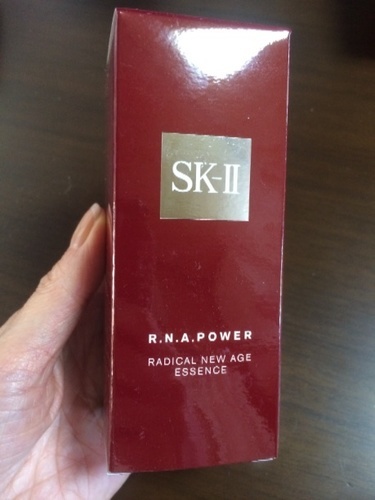 SK-II
R.N.A.POWER
RADICAL NEW AGE
ESSENCE